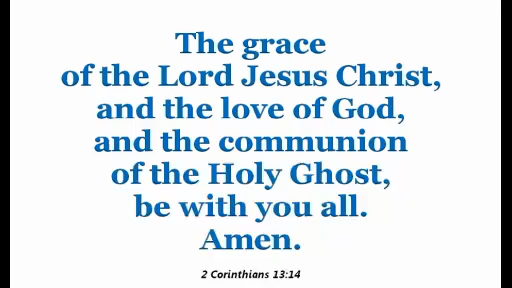 The grace
of the Lord Jesus Christ,
and the love of God,
and the communion
of the Holy Ghost,
be with you all.
Amen.
2 Corinthians 13:14